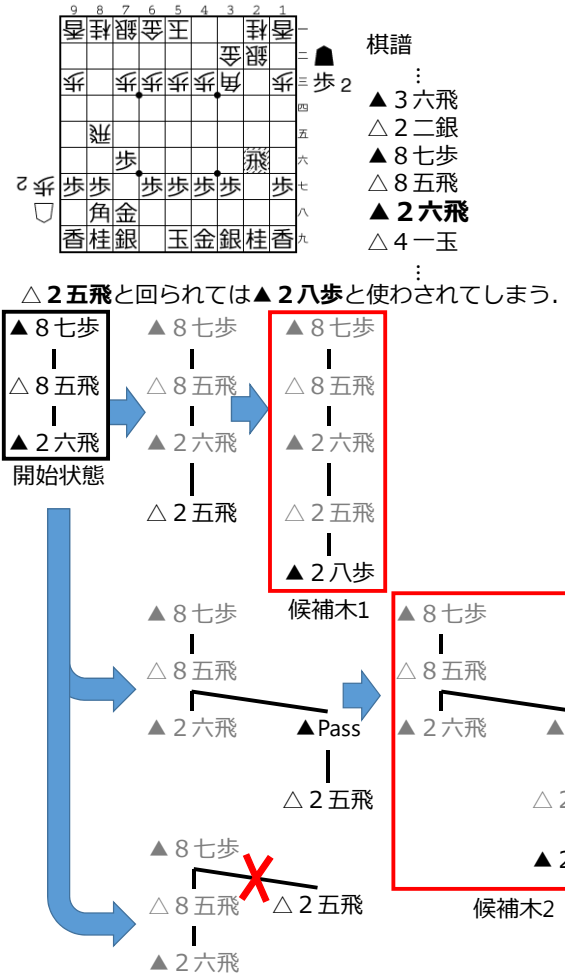 9 8 7 6 5 4 3 2 1
香 桂 銀 金 王 桂 香 一
金 銀 二
歩 歩 歩 歩 歩 角 歩 三 歩 2
四
飛 五
歩 飛 六
歩 2 歩 歩 歩 歩 歩 歩 歩 七
角 金 八
香 桂 銀 玉 金 銀 桂 香 九
棋譜
⋮
▲３六飛
△２二銀
▲８七歩
△８五飛
▲２六飛
△４一玉
⋮
△２五飛と回られては▲２八歩と使わされてしまう.
▲８七歩
△８五飛
▲２六飛
開始状態
▲８七歩
△８五飛
▲２六飛
△２五飛
▲８七歩
△８五飛
▲２六飛
△２五飛
▲２八歩
候補木1
▲８七歩
△８五飛
▲２六飛 ▲Pass
△２五飛
▲８七歩
△８五飛
▲２六飛 ▲
△２
▲２
候補木2
▲８七歩
△８五飛 △２五飛
▲２六飛